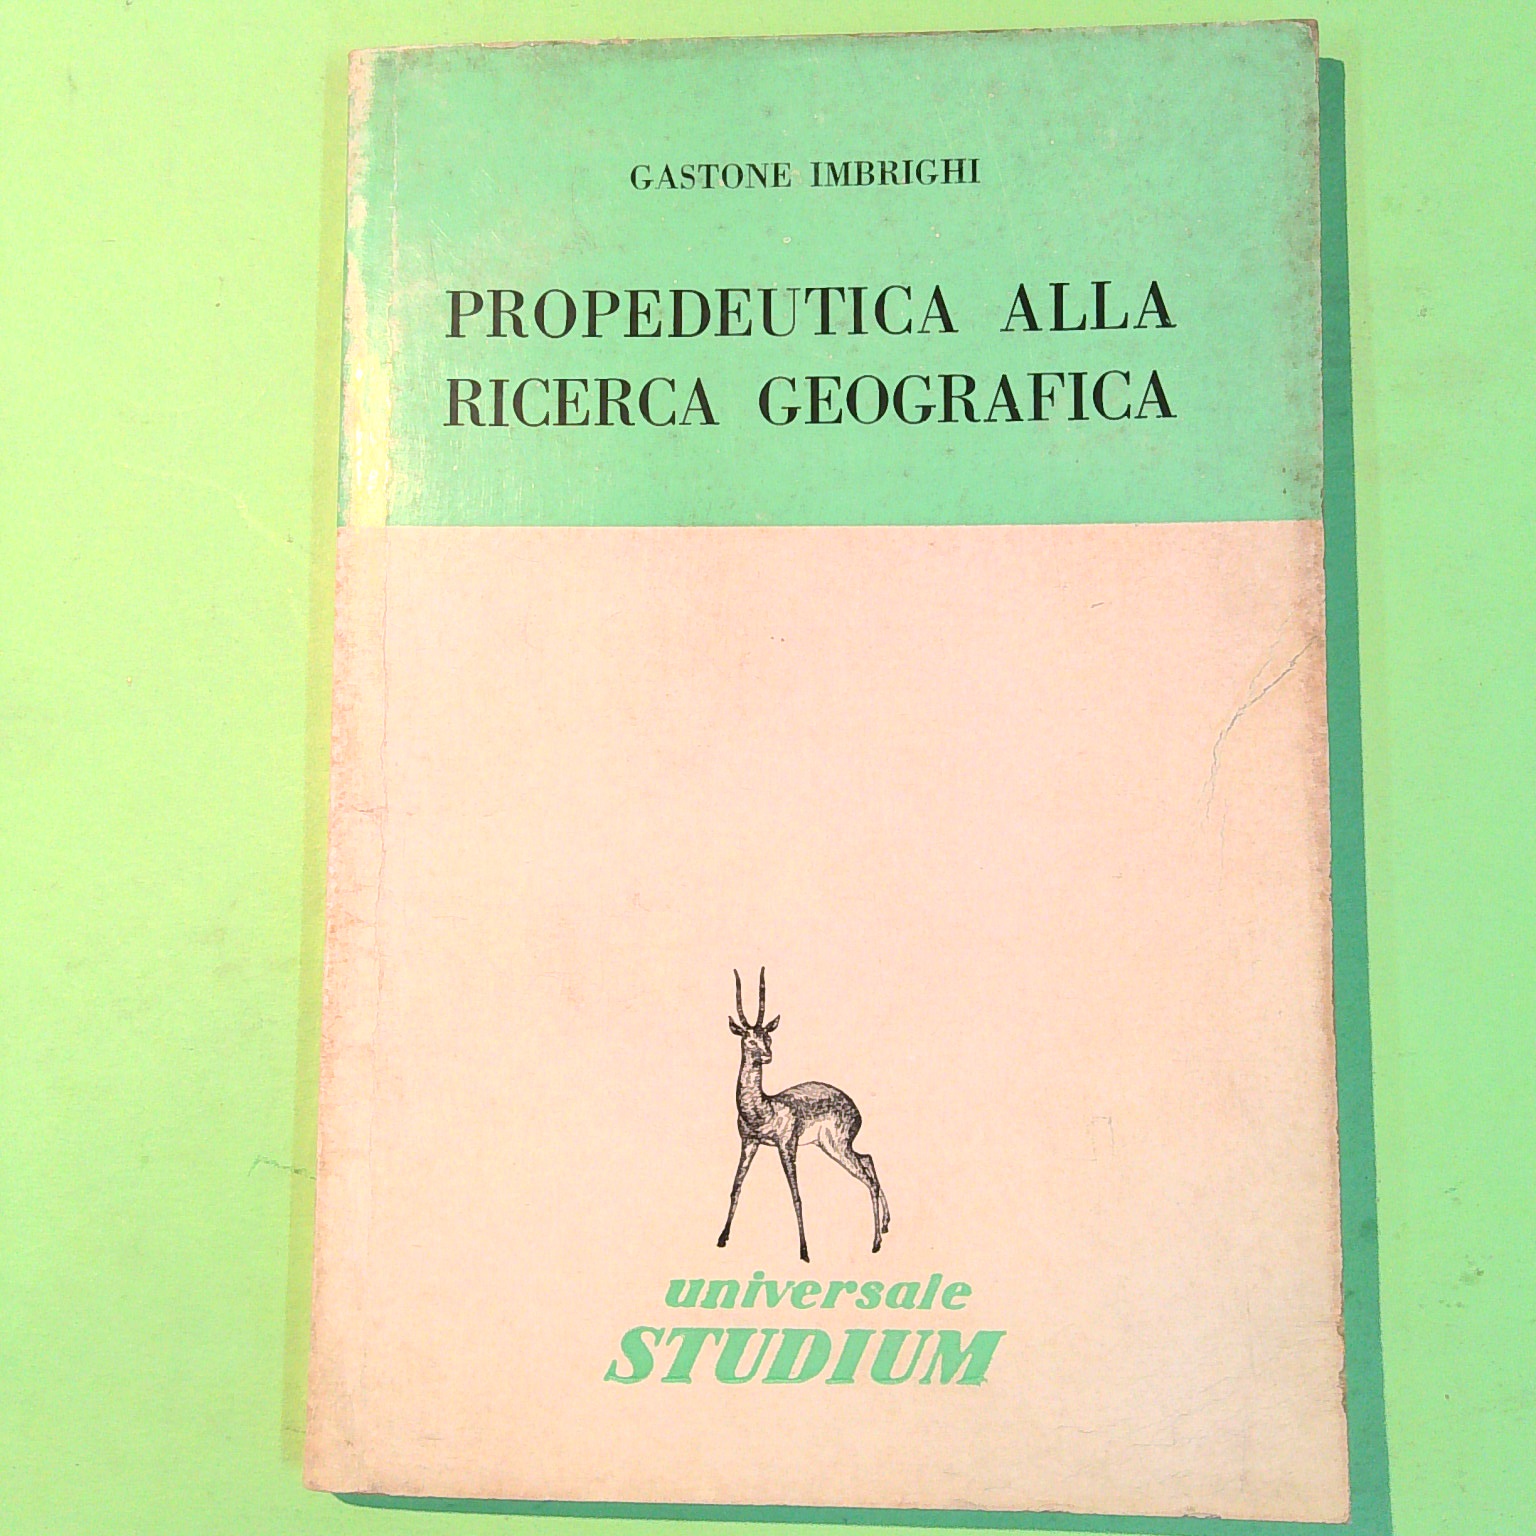 GASTONE IMBRIGHI
PROPEDEUTICA ALLA
RICERCA GEOGRAFICA
universale
STUDIUM